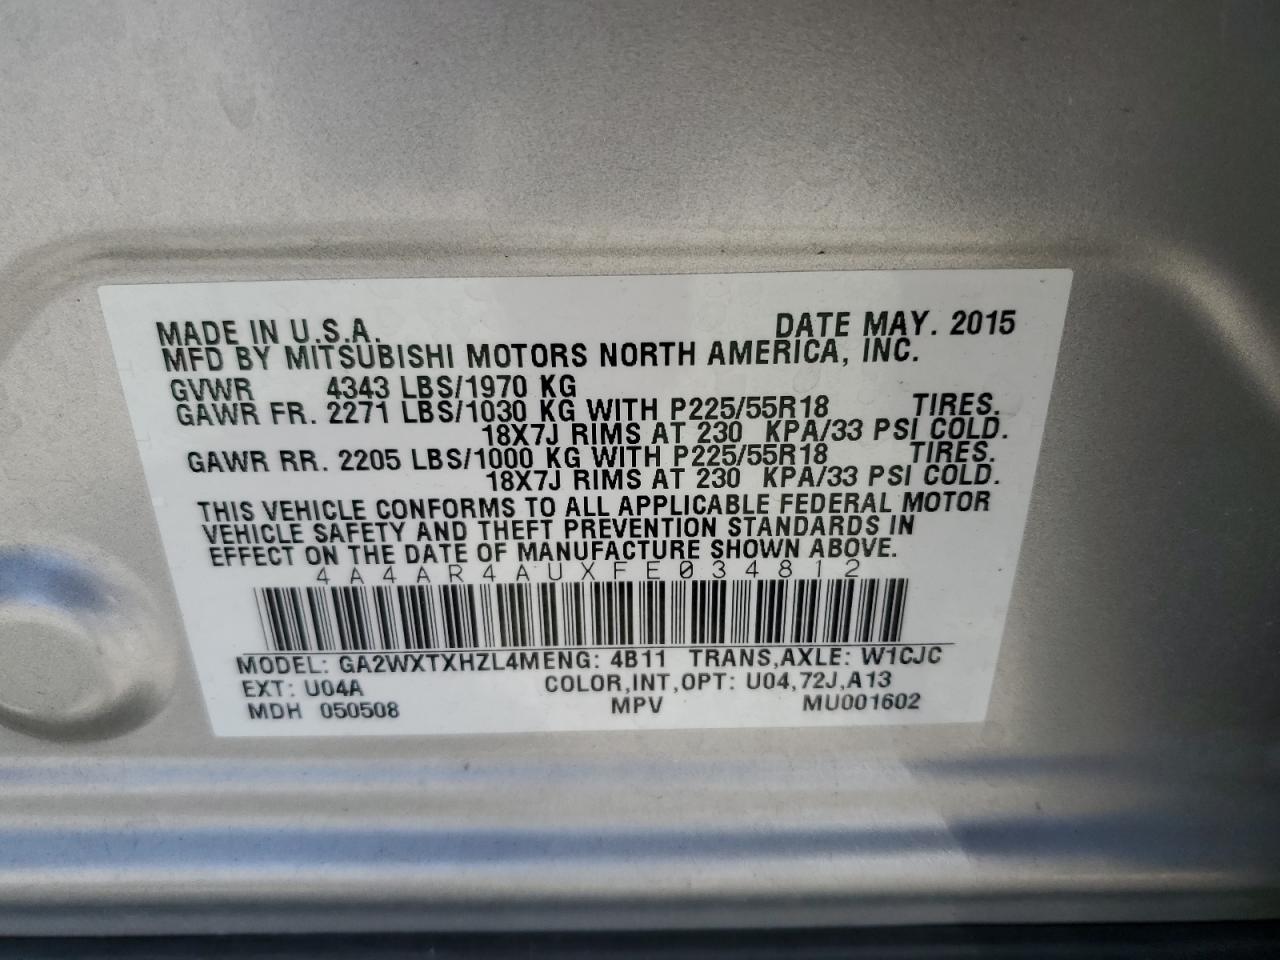 MADE IN U.S.A. DATE MAY. 2015
MFD BY MITSUBISHI MOTORS NORTH AMERICA, INC.
GVWR 4343 LBS/1970 KG
GAWR FR. 2271 LBS/1030 KG WITH P225/55R18 TIRES.
18X7J RIMS AT 230 KPA/33 PSI COLD.
GAWR RR. 2205 LBS/1000 KG WITH P225/55R18 TIRES.
18X7J RIMS AT 230 KPA/33 PSI COLD.
THIS VEHICLE CONFORMS TO ALL APPLICABLE FEDERAL MOTOR
VEHICLE SAFETY AND THEFT PREVENTION STANDARDS IN
EFFECT ON THE DATE OF MANUFACTURE SHOWN ABOVE.
4A4AR4AUXFE034812
MODEL: GA2WXTXHZL4MENG: 4B11 TRANS,AXLE: W1CJC
EXT: U04A COLOR,INT,OPT: U04,72J,A13
MDH 050508 MPV MU001602